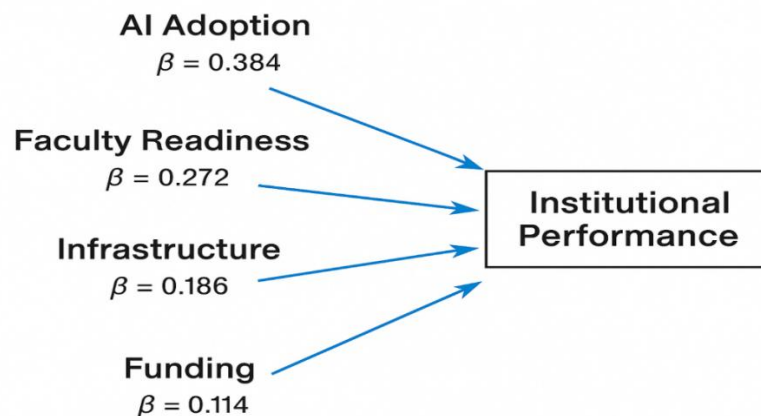 AI Adoption
β = 0.384
Faculty Readiness
β = 0.272
Infrastructure
β = 0.186
Funding
β = 0.114
Institutional
Performance